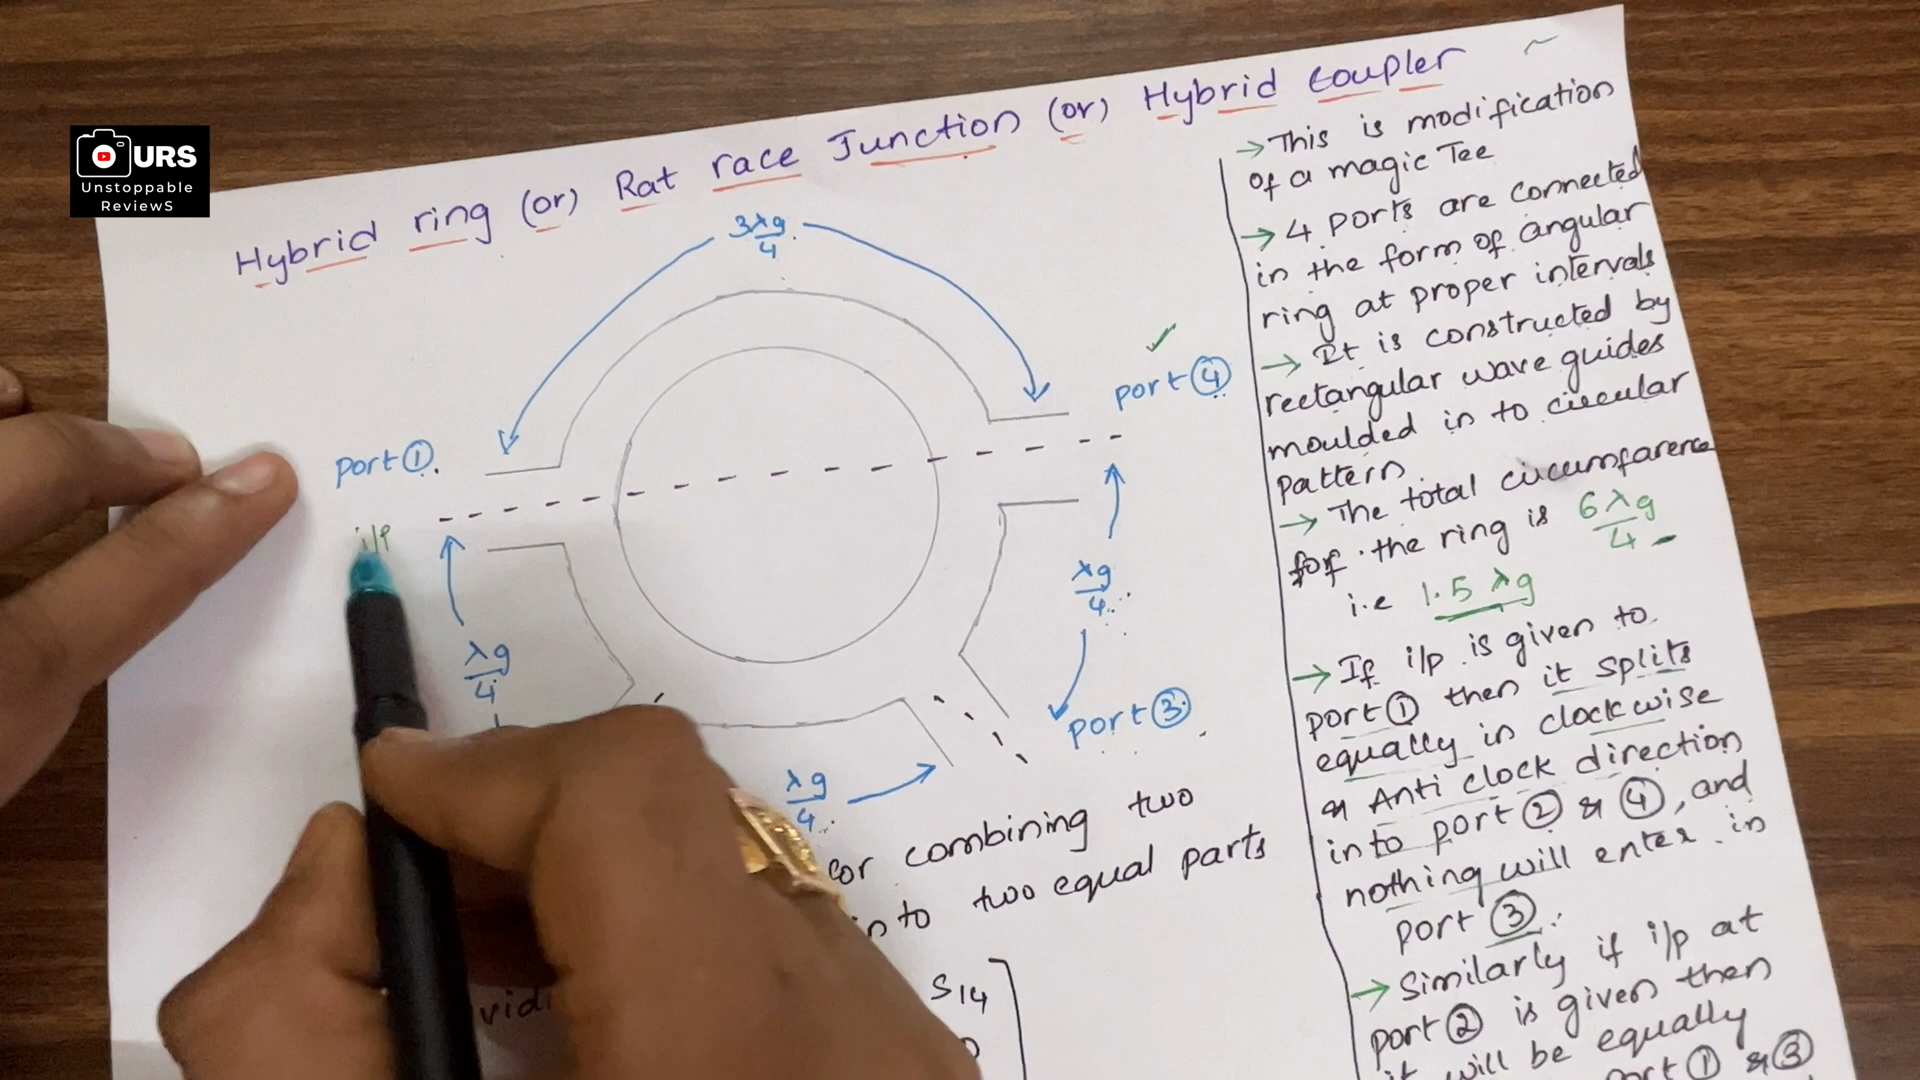 OURS
Unstoppable
ReviewS
Hybrid ring (or) Rat race Junction (or) Hybrid coupler
3λg
4
port ①.
i/p
port ④
λg
4
λg
4
port ③
λg
4
for combining two
into two equal parts
S14
0
→ This is modification
of a magic Tee
→ 4 ports are connected
in the form of angular
ring at proper intervals
→ It is constructed by
rectangular wave guides
moulded in to circular
pattern
→ The total circumfarence
for the ring is 6λg
4
i.e 1.5 λg
→ If i/p is given to
port ① then it splits
equally in clockwise
& Anti clock direction
into port ② & ④, and
nothing will enter in
port ③.
→ Similarly if i/p at
port ② is given then
it will be equally
port ① & ③